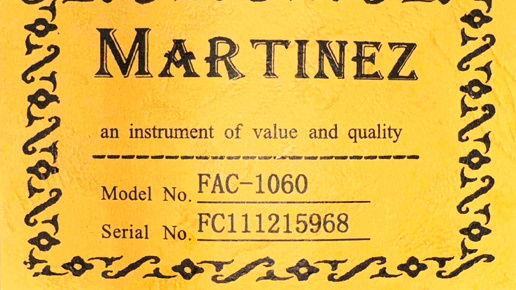 MARTINEZ
an instrument of value and quality
Model No. FAC-1060
Serial No. FC111215968